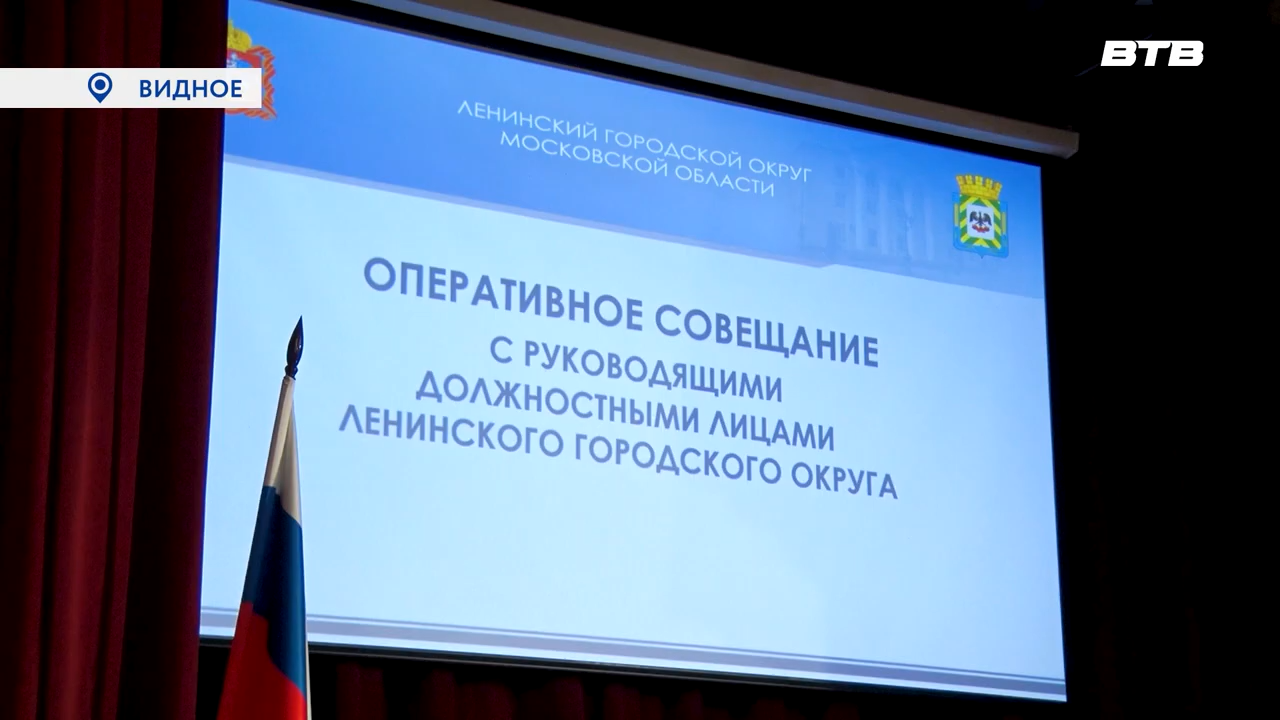 ВТВ
ВИДНОЕ
ЛЕНИНСКИЙ ГОРОДСКОЙ ОКРУГ
МОСКОВСКОЙ ОБЛАСТИ
ОПЕРАТИВНОЕ СОВЕЩАНИЕ
С РУКОВОДЯЩИМИ
ДОЛЖНОСТНЫМИ ЛИЦАМИ
ЛЕНИНСКОГО ГОРОДСКОГО ОКРУГА